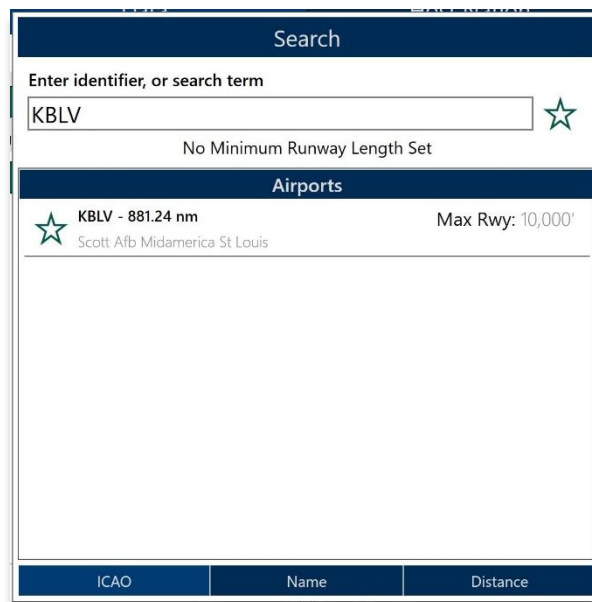 Search
Enter identifier, or search term
KBLV
No Minimum Runway Length Set
Airports
KBLV - 881.24 nm
Max Rwy: 10,000'
Scott Afb Midamerica St Louis
ICAO
Name
Distance